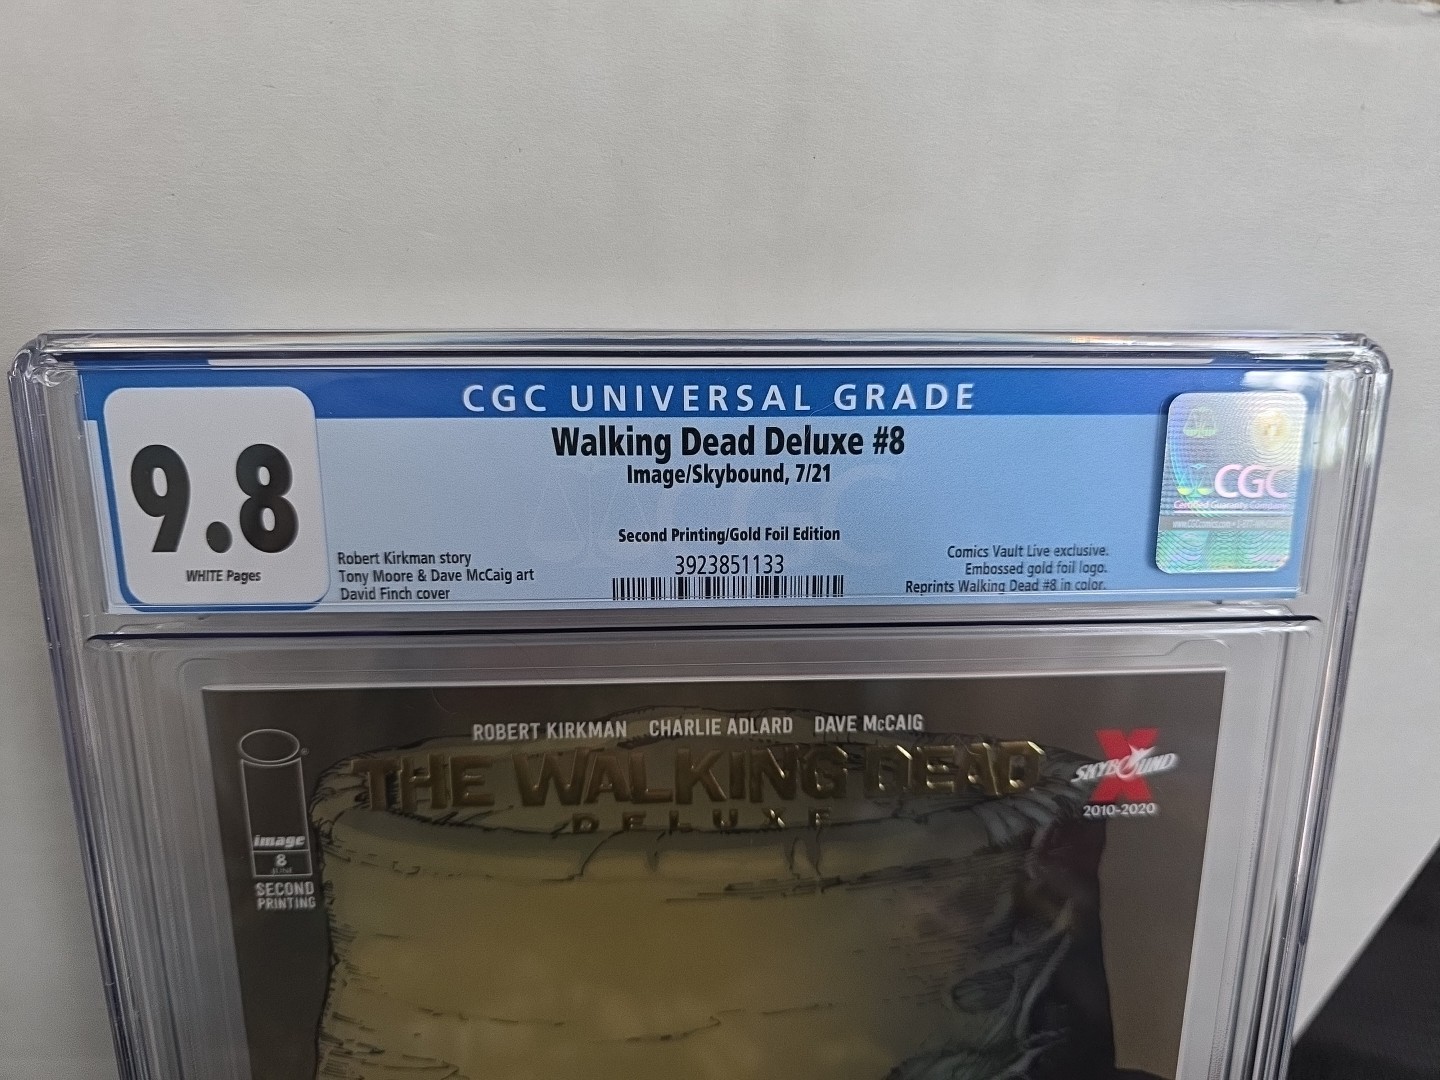 CGC UNIVERSAL GRADE
9.8
WHITE Pages
Walking Dead Deluxe #8
Image/Skybound, 7/21
Second Printing/Gold Foil Edition
3923851133
Robert Kirkman story
Tony Moore & Dave McCaig art
David Finch cover
Comics Vault Live exclusive.
Embossed gold foil logo.
Reprints Walking Dead #8 in color.
CGC
ROBERT KIRKMAN CHARLIE ADLARD DAVE McCAIG
THE WALKING DEAD
DELUXE
X
SKYBOUND
2010-2020
image
8
SECOND
PRINTING